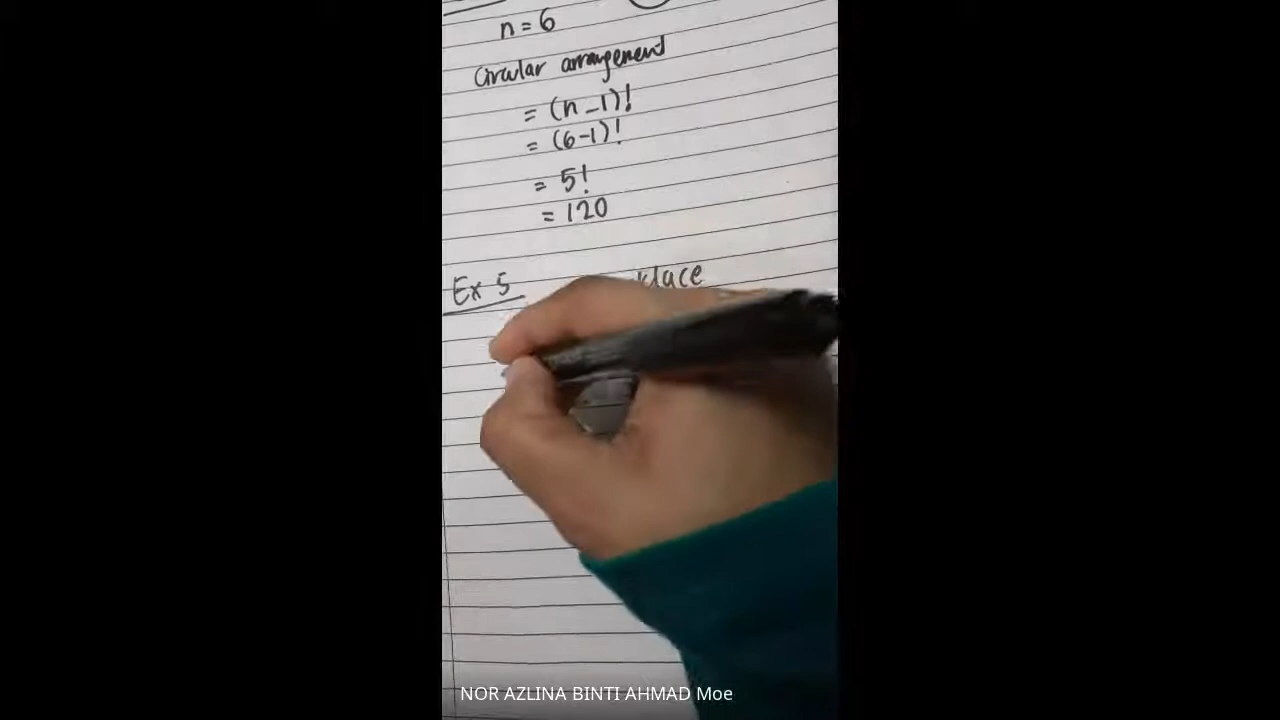 n = 6
Circular arrangement
= (n-1)!
= (6-1)!
= 5!
= 120
Ex 5
NOR AZLINA BINTI AHMAD Moe